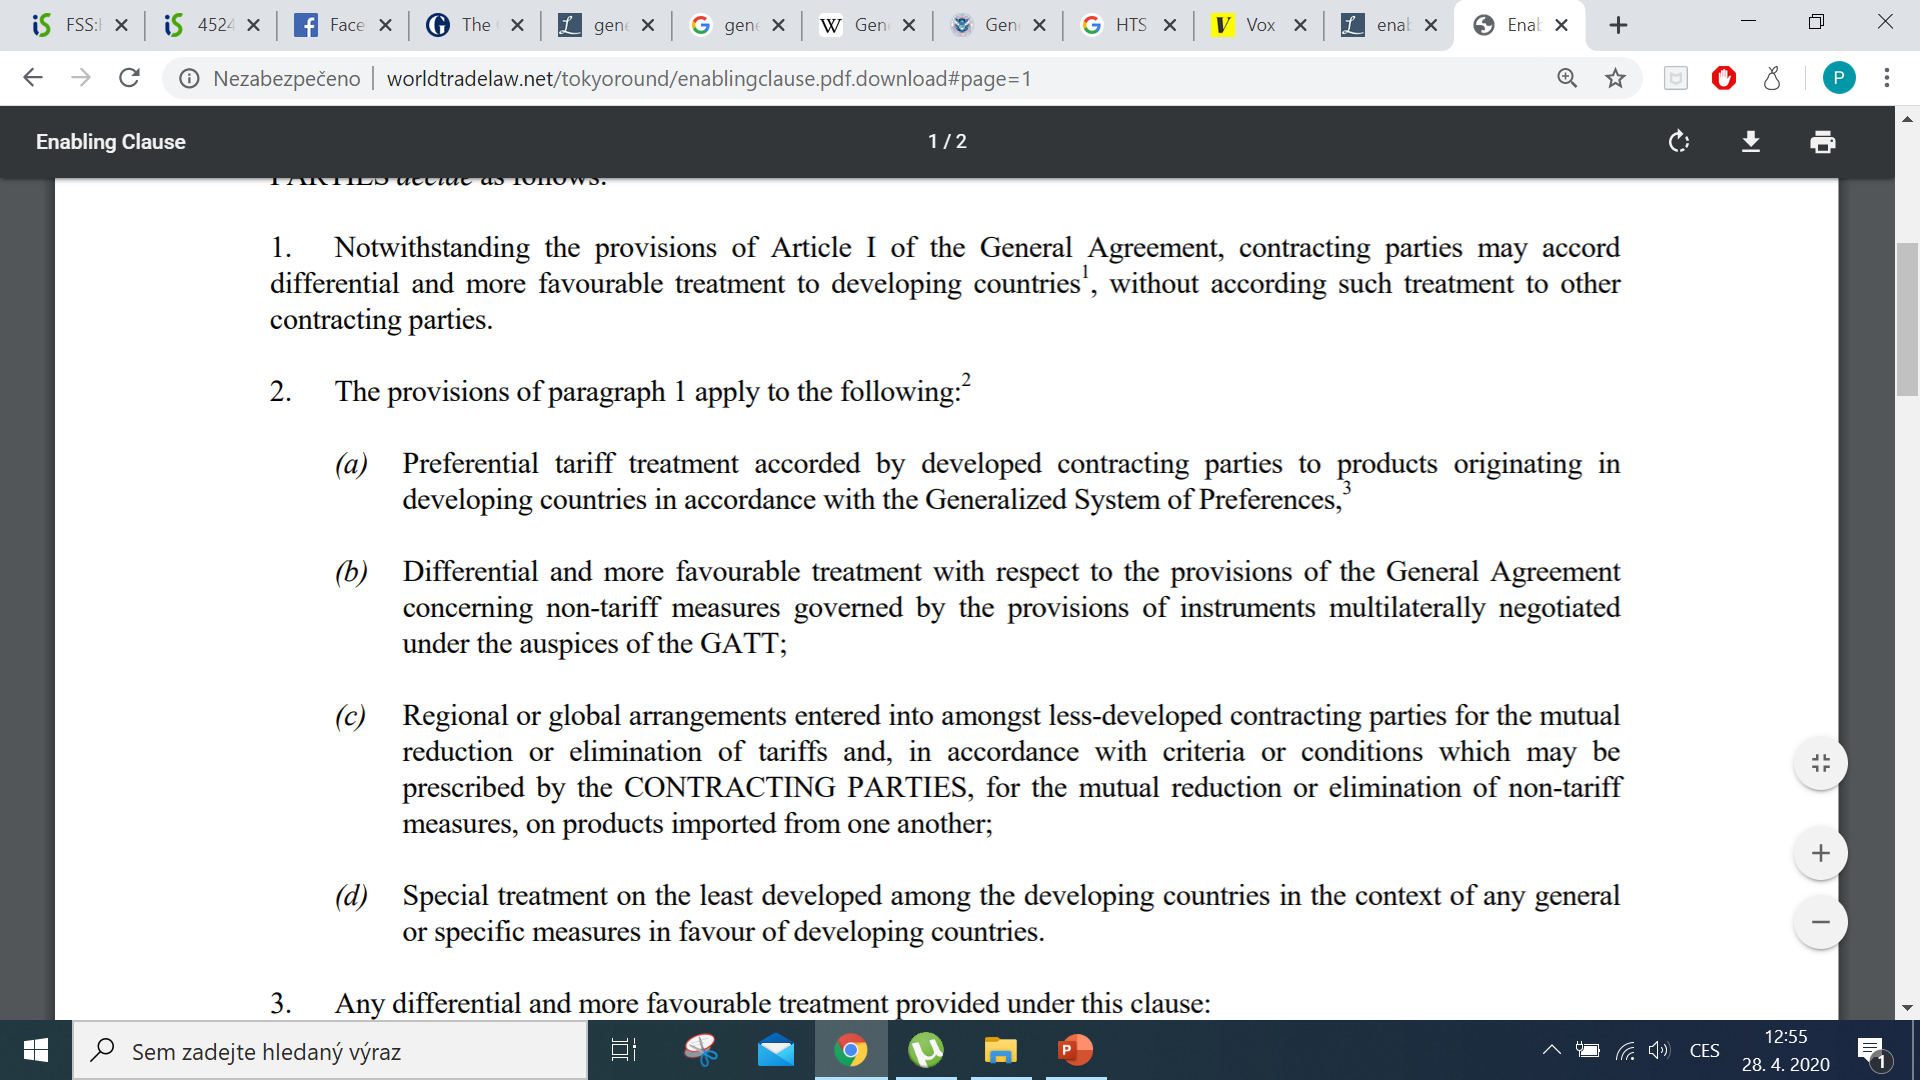 FSS:
4524
Face
The
gene
gene
Gen
Gen
HTS
Vox
enab
Enab
Nezabezpečeno | worldtradelaw.net/tokyoround/enablingclause.pdf.download#page=1
P
Enabling Clause
1 / 2
PARTIES decide as follows:
1. Notwithstanding the provisions of Article I of the General Agreement, contracting parties may accord
differential and more favourable treatment to developing countries1, without according such treatment to other
contracting parties.
2. The provisions of paragraph 1 apply to the following:2
(a) Preferential tariff treatment accorded by developed contracting parties to products originating in
developing countries in accordance with the Generalized System of Preferences,3
(b) Differential and more favourable treatment with respect to the provisions of the General Agreement
concerning non-tariff measures governed by the provisions of instruments multilaterally negotiated
under the auspices of the GATT;
(c) Regional or global arrangements entered into amongst less-developed contracting parties for the mutual
reduction or elimination of tariffs and, in accordance with criteria or conditions which may be
prescribed by the CONTRACTING PARTIES, for the mutual reduction or elimination of non-tariff
measures, on products imported from one another;
(d) Special treatment on the least developed among the developing countries in the context of any general
or specific measures in favour of developing countries.
3. Any differential and more favourable treatment provided under this clause:
Sem zadejte hledaný výraz
CES
12:55
28. 4. 2020
1